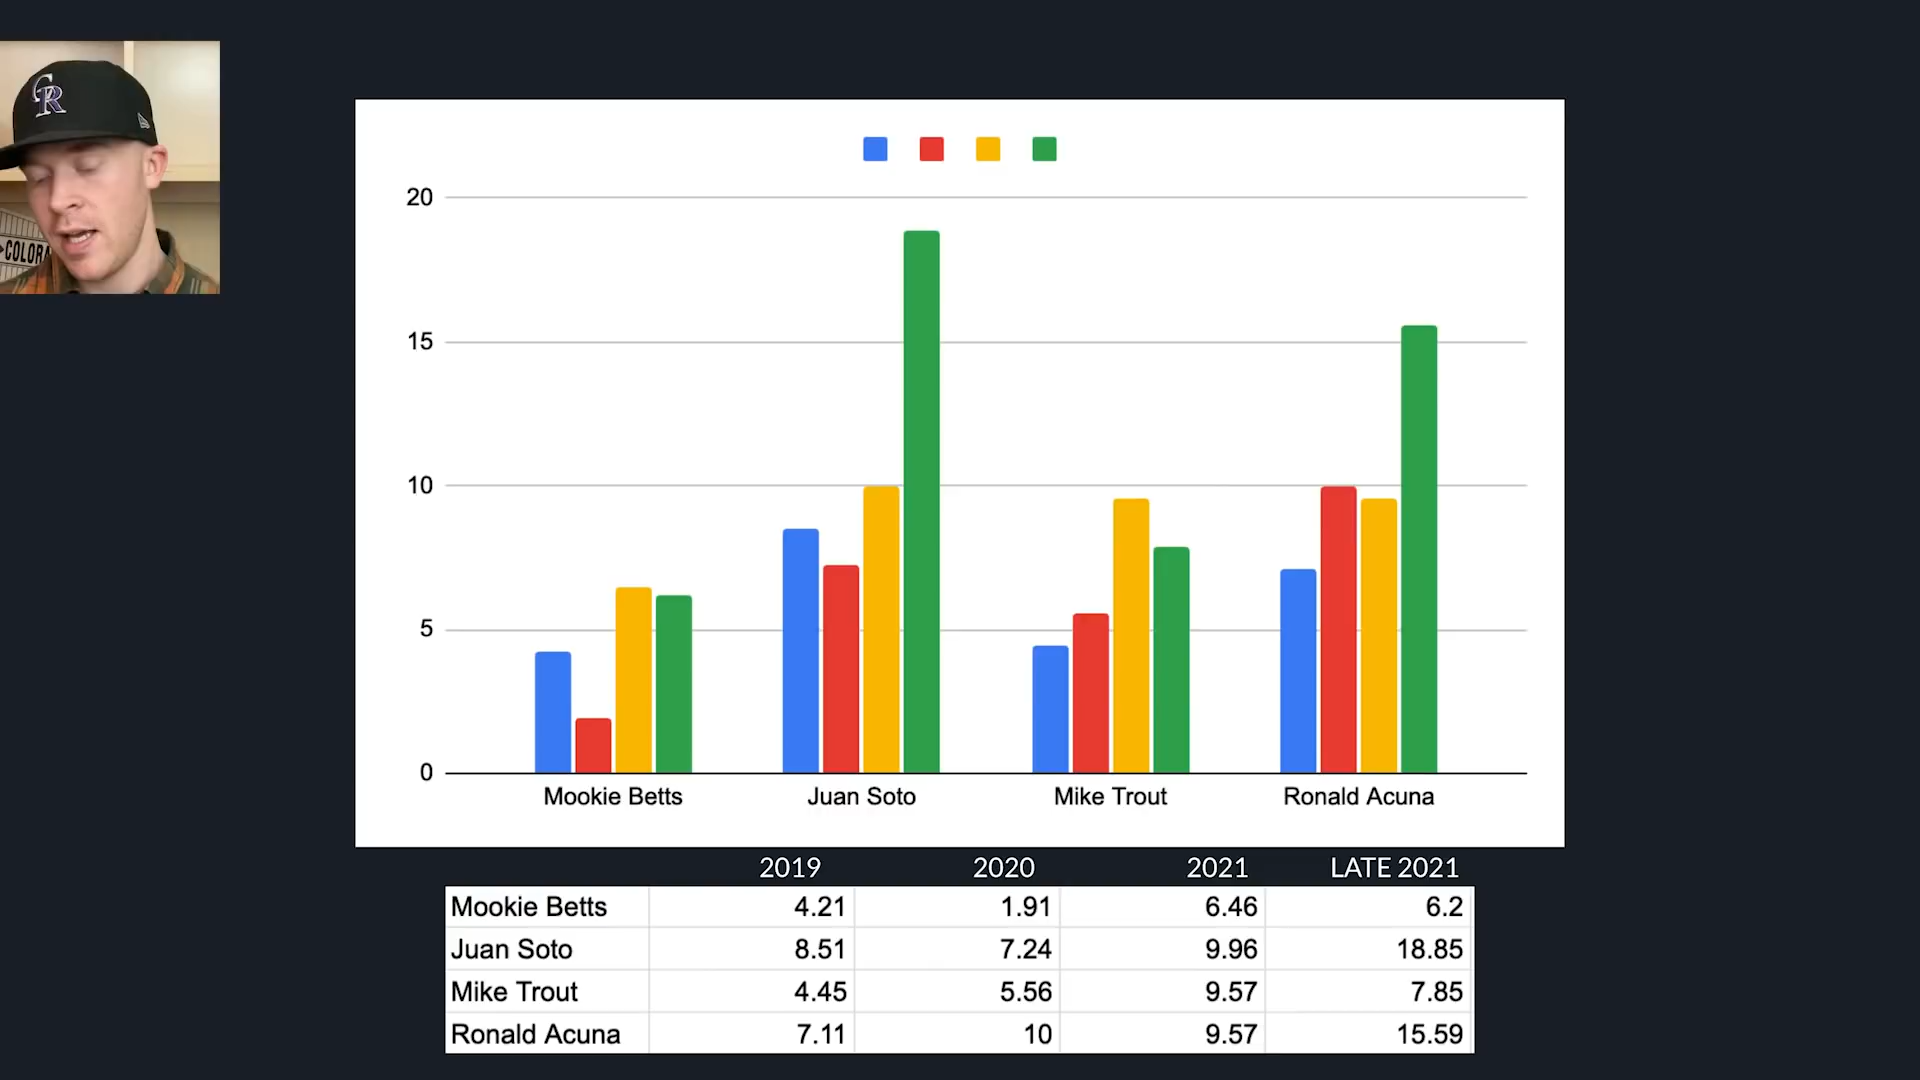 CR
COLORA
20
15
10
5
0
Mookie Betts Juan Soto Mike Trout Ronald Acuna
2019 2020 2021 LATE 2021
Mookie Betts 4.21 1.91 6.46 6.2
Juan Soto 8.51 7.24 9.96 18.85
Mike Trout 4.45 5.56 9.57 7.85
Ronald Acuna 7.11 10 9.57 15.59